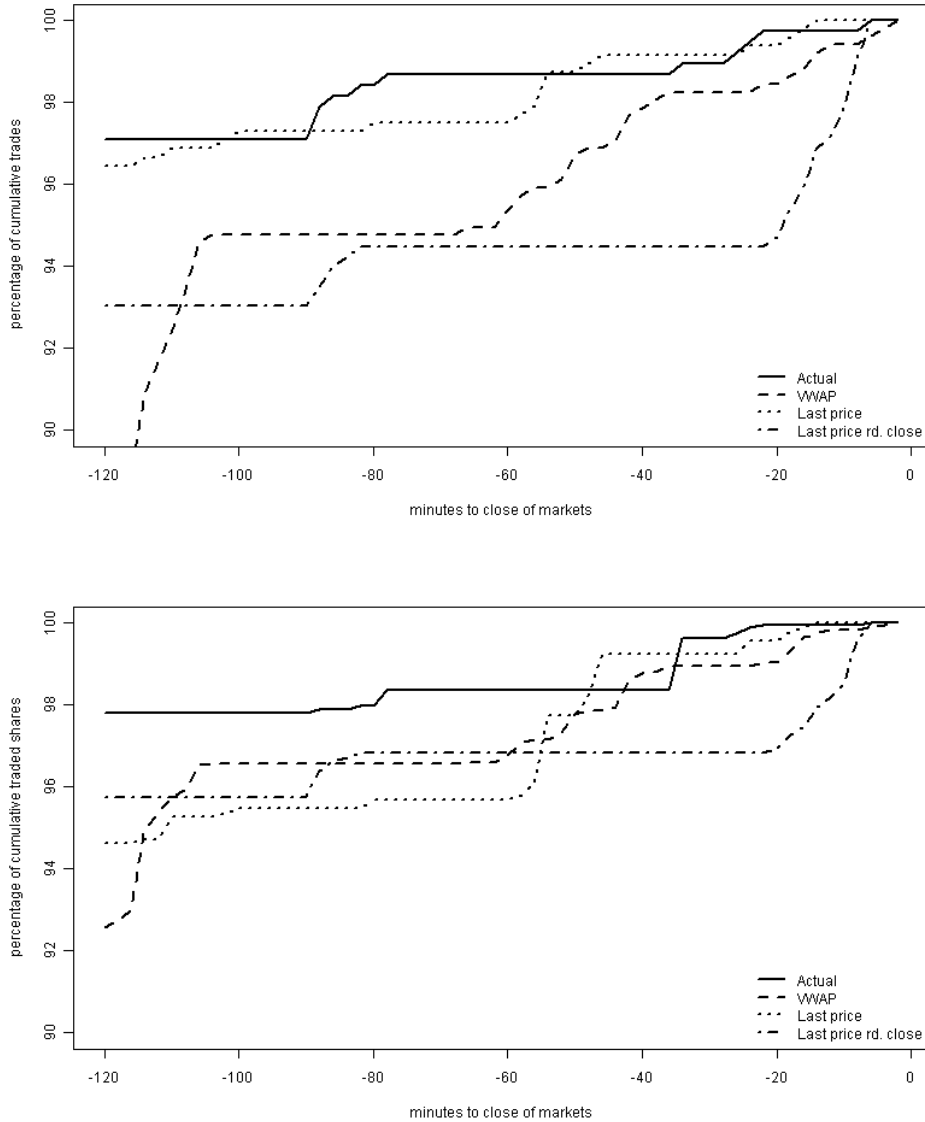 percentage of cumulative trades
100
98
96
94
92
90
-120 -100 -80 -60 -40 -20 0
minutes to close of markets
Actual
VWAP
Last price
Last price rd. close
percentage of cumulative traded shares
100
98
96
94
92
90
-120 -100 -80 -60 -40 -20 0
minutes to close of markets
Actual
VWAP
Last price
Last price rd. close